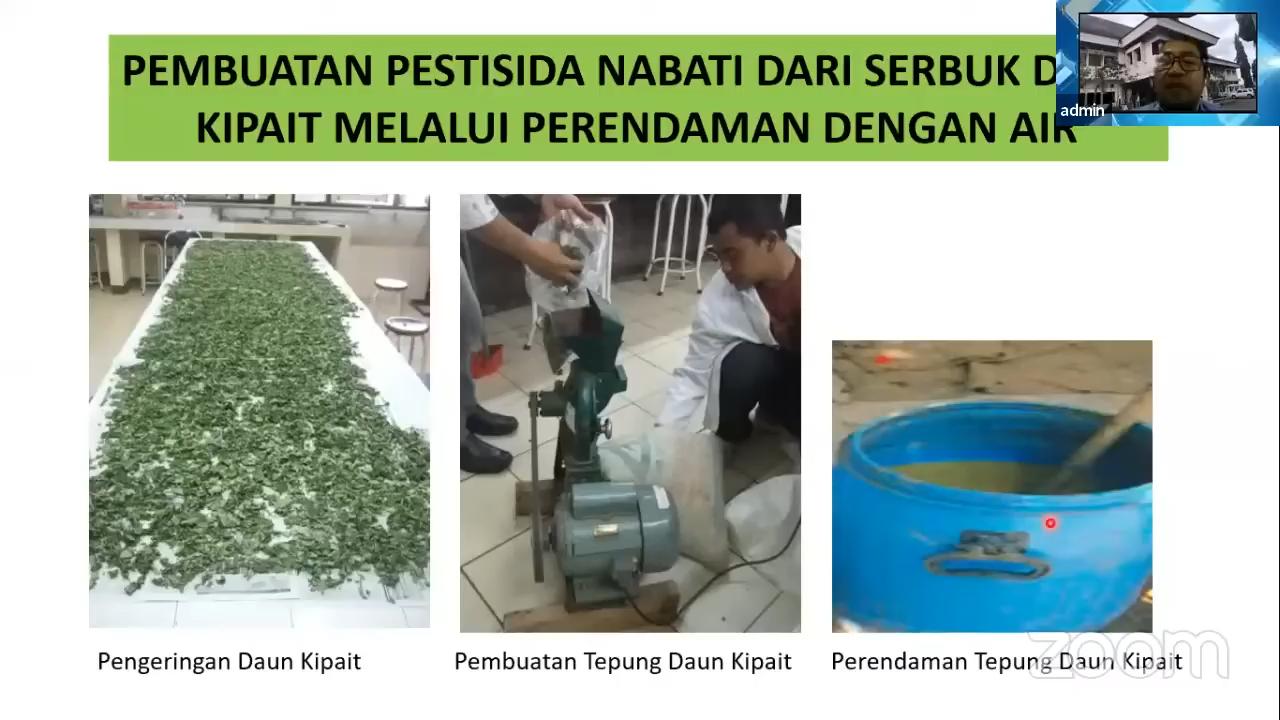 PEMBUATAN PESTISIDA NABATI DARI SERBUK
KIPAIT MELALUI PERENDAMAN DENGAN AIR
admin
Pengeringan Daun Kipait
Pembuatan Tepung Daun Kipait
Perendaman Tepung Daun Kipait
zoom